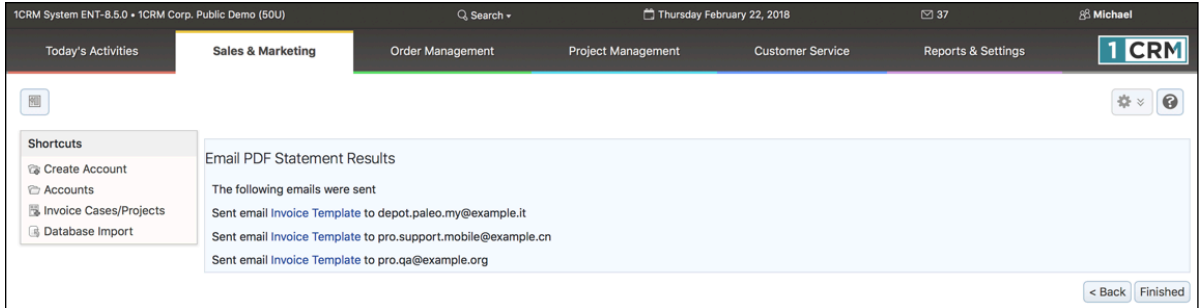 1CRM System ENT-8.5.0 • 1CRM Corp. Public Demo (50U) Search Thursday February 22, 2018 37 Michael
Today's Activities Sales & Marketing Order Management Project Management Customer Service Reports & Settings 1 CRM
Shortcuts
Create Account
Accounts
Invoice Cases/Projects
Database Import
Email PDF Statement Results
The following emails were sent
Sent email Invoice Template to depot.paleo.my@example.it
Sent email Invoice Template to pro.support.mobile@example.cn
Sent email Invoice Template to pro.qa@example.org
< Back Finished